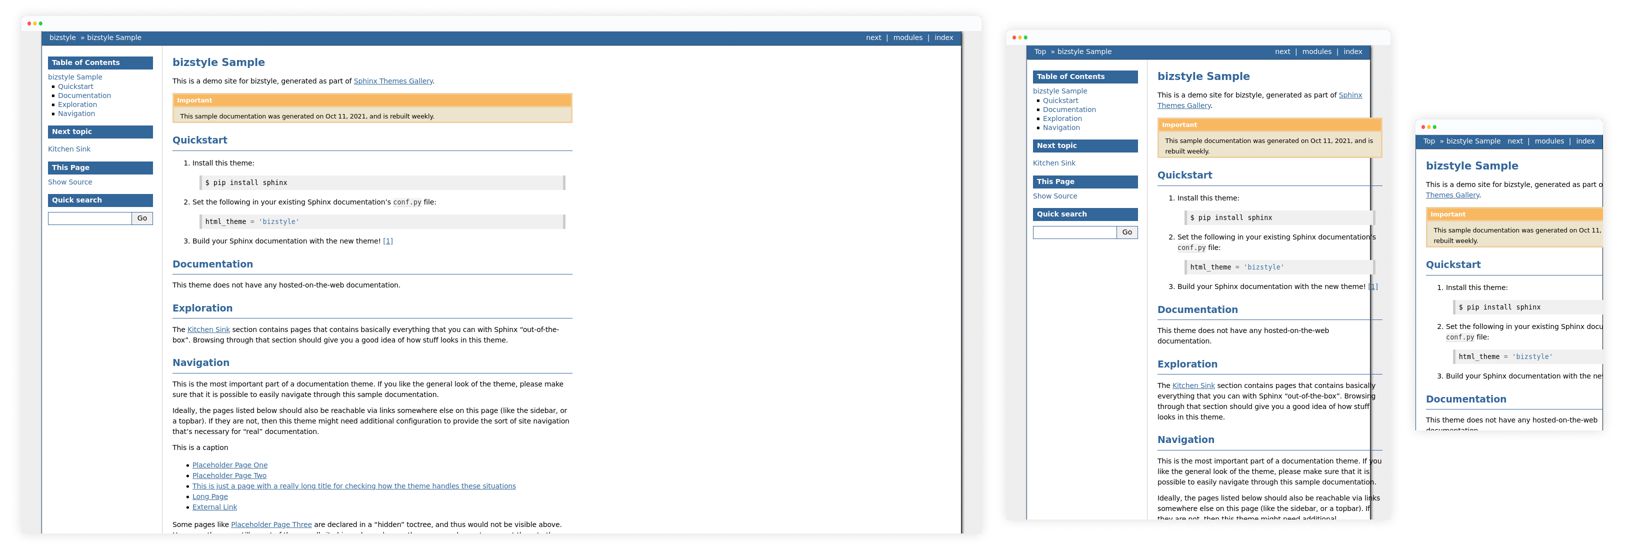 bizstyle » bizstyle Sample next | modules | index
Table of Contents
bizstyle Sample
Quickstart
Documentation
Exploration
Navigation
Next topic
Kitchen Sink
This Page
Show Source
Quick search
Go
bizstyle Sample
This is a demo site for bizstyle, generated as part of Sphinx Themes Gallery.
Important
This sample documentation was generated on Oct 11, 2021, and is rebuilt weekly.
Quickstart
1. Install this theme:
$ pip install sphinx
2. Set the following in your existing Sphinx documentation's conf.py file:
html_theme = 'bizstyle'
3. Build your Sphinx documentation with the new theme! [1]
Documentation
This theme does not have any hosted-on-the-web documentation.
Exploration
The Kitchen Sink section contains pages that contains basically everything that you can with Sphinx “out-of-the-
box”. Browsing through that section should give you a good idea of how stuff looks in this theme.
Navigation
This is the most important part of a documentation theme. If you like the general look of the theme, please make
sure that it is possible to easily navigate through this sample documentation.
Ideally, the pages listed below should also be reachable via links somewhere else on this page (like the sidebar, or
a topbar). If they are not, then this theme might need additional configuration to provide the sort of site navigation
that’s necessary for “real” documentation.
This is a caption
Placeholder Page One
Placeholder Page Two
This is just a page with a really long title for checking how the theme handles these situations
Long Page
External Link
Some pages like Placeholder Page Three are declared in a “hidden” toctree, and thus would not be visible above.
Top » bizstyle Sample next | modules | index
Table of Contents
bizstyle Sample
Quickstart
Documentation
Exploration
Navigation
Next topic
Kitchen Sink
This Page
Show Source
Quick search
Go
bizstyle Sample
This is a demo site for bizstyle, generated as part of Sphinx
Themes Gallery.
Important
This sample documentation was generated on Oct 11, 2021, and is
rebuilt weekly.
Quickstart
1. Install this theme:
$ pip install sphinx
2. Set the following in your existing Sphinx documentation's
conf.py file:
html_theme = 'bizstyle'
3. Build your Sphinx documentation with the new theme! [1]
Documentation
This theme does not have any hosted-on-the-web
documentation.
Exploration
The Kitchen Sink section contains pages that contains basically
everything that you can with Sphinx “out-of-the-box”. Browsing
through that section should give you a good idea of how stuff
looks in this theme.
Navigation
This is the most important part of a documentation theme. If you
like the general look of the theme, please make sure that it is
possible to easily navigate through this sample documentation.
Ideally, the pages listed below should also be reachable via links
somewhere else on this page (like the sidebar, or a topbar). If
they are not, then this theme might need additional
Top » bizstyle Sample next | modules | index
bizstyle Sample
This is a demo site for bizstyle, generated as part o
Themes Gallery.
Important
This sample documentation was generated on Oct 11,
rebuilt weekly.
Quickstart
1. Install this theme:
$ pip install sphinx
2. Set the following in your existing Sphinx docu
conf.py file:
html_theme = 'bizstyle'
3. Build your Sphinx documentation with the ne
Documentation
This theme does not have any hosted-on-the-web
documentation.